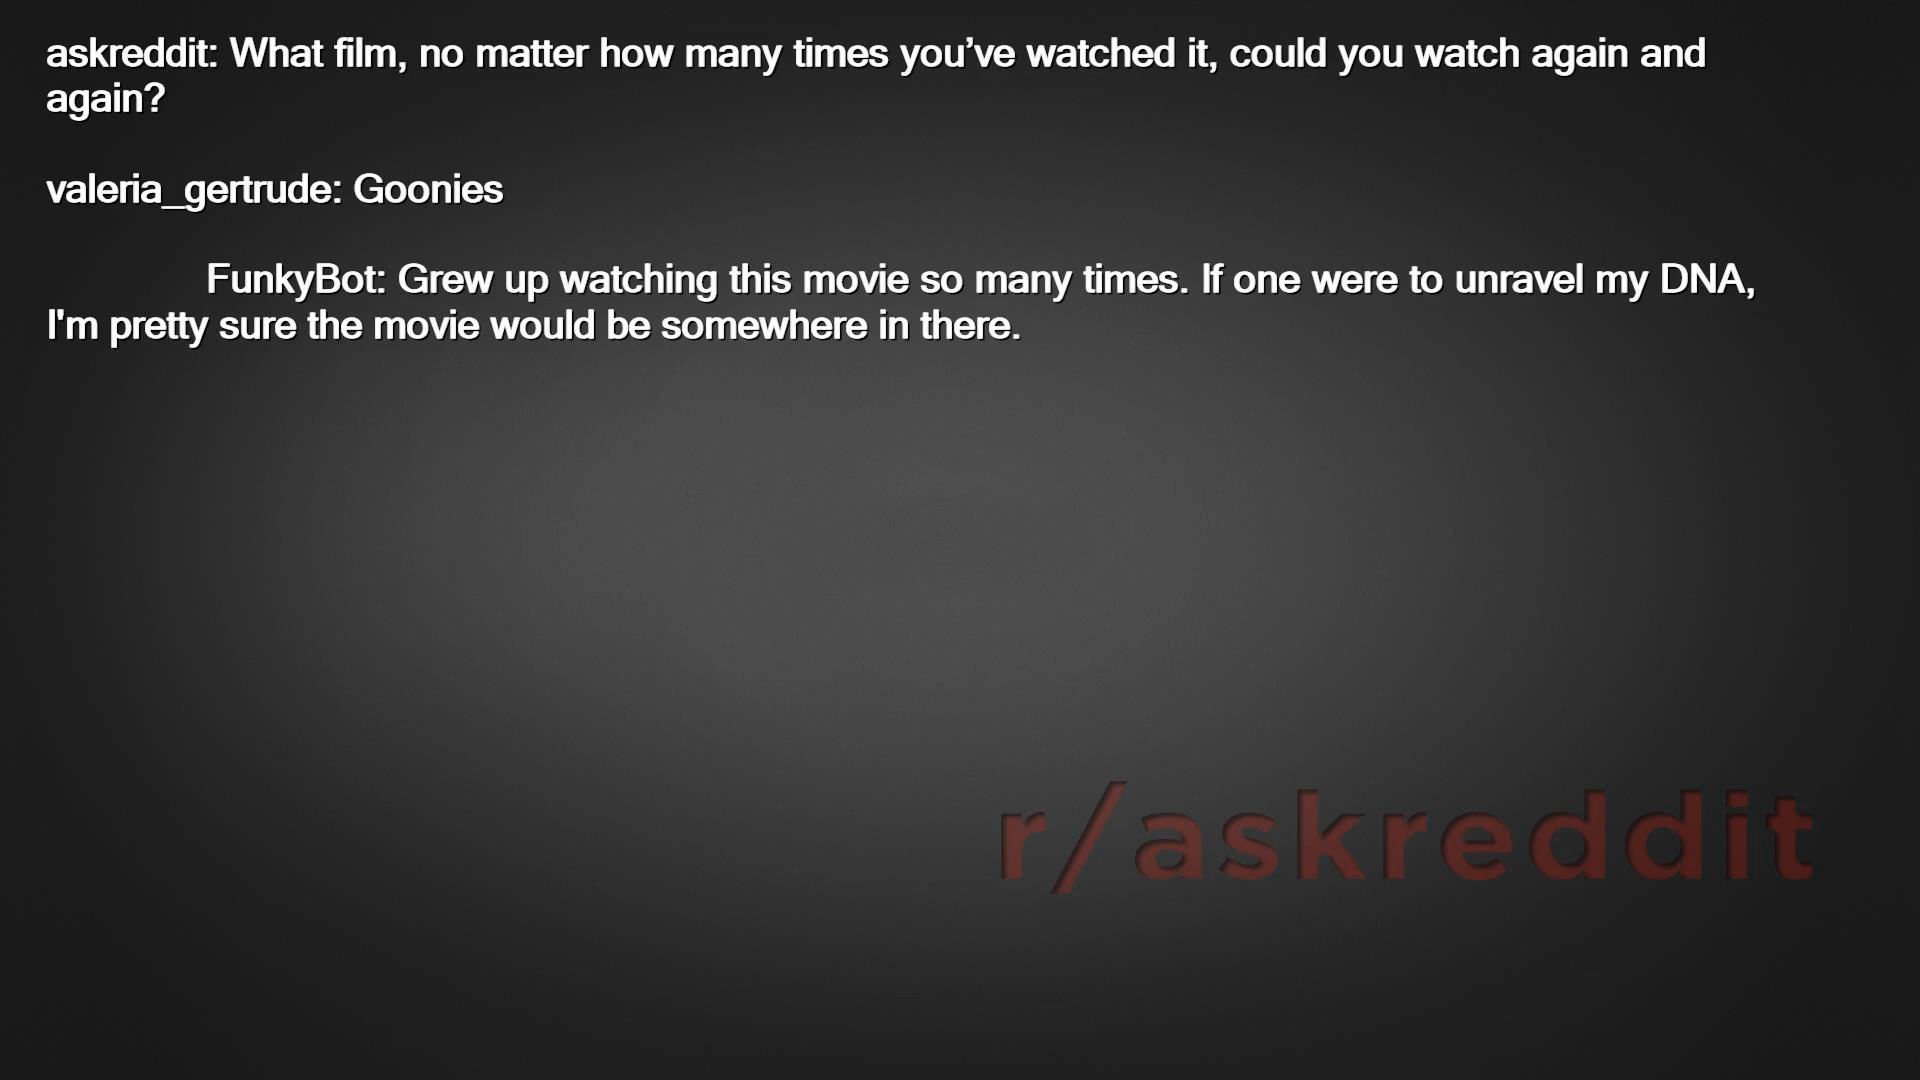 askreddit: What film, no matter how many times you’ve watched it, could you watch again and
again?
valeria_gertrude: Goonies
FunkyBot: Grew up watching this movie so many times. If one were to unravel my DNA,
I'm pretty sure the movie would be somewhere in there.
r/askreddit